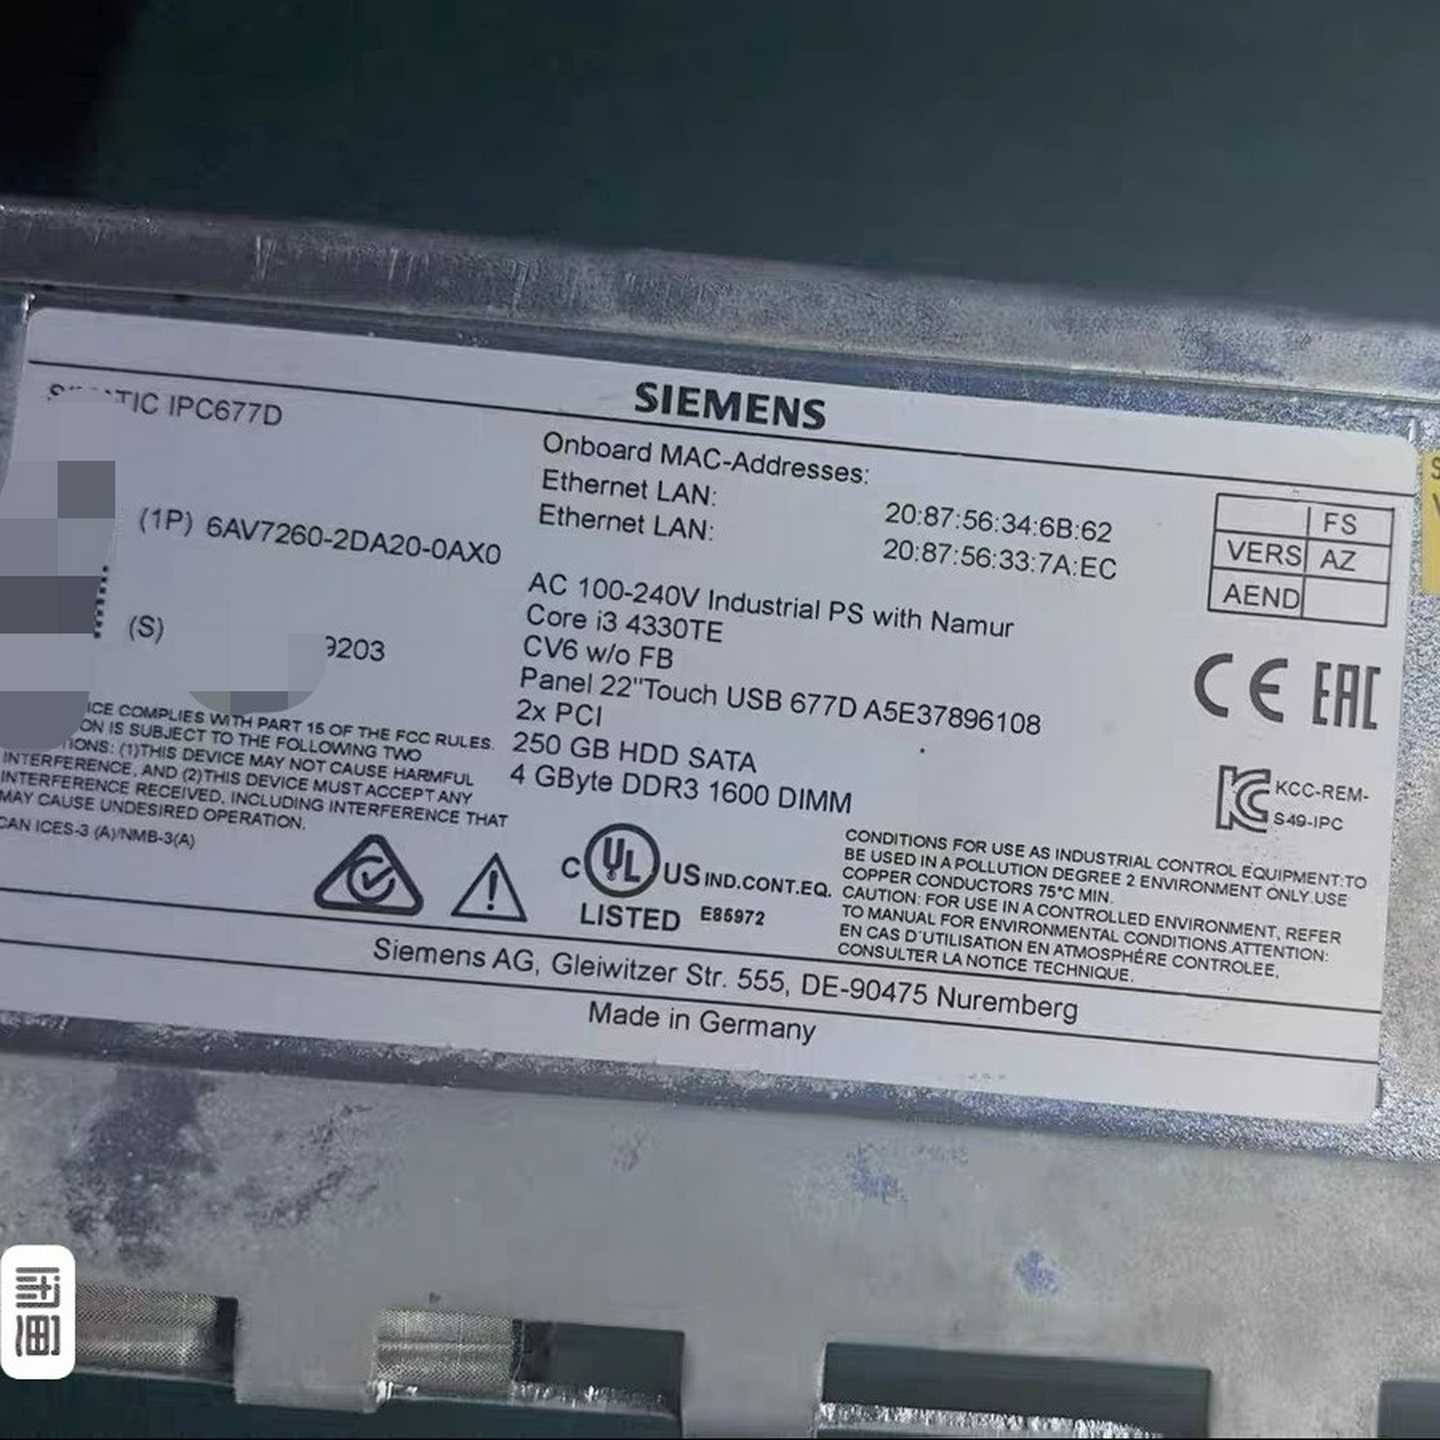 SIEMENS
IPC677D
(1P) 6AV7260-2DA20-0AX0
(S) 9203
ICE COMPLIES WITH PART 15 OF THE FCC RULES.
ON IS SUBJECT TO THE FOLLOWING TWO
IONS: (1)THIS DEVICE MAY NOT CAUSE HARMFUL
INTERFERENCE, AND (2)THIS DEVICE MUST ACCEPT ANY
INTERFERENCE RECEIVED, INCLUDING INTERFERENCE THAT
MAY CAUSE UNDESIRED OPERATION.
CAN ICES-3 (A)/NMB-3(A)
Onboard MAC-Addresses:
Ethernet LAN: 20:87:56:34:6B:62
Ethernet LAN: 20:87:56:33:7A:EC
AC 100-240V Industrial PS with Namur
Core i3 4330TE
CV6 w/o FB
Panel 22"Touch USB 677D A5E37896108
2x PCI
250 GB HDD SATA
4 GByte DDR3 1600 DIMM
FS
VERS AZ
AEND
CE EAC
KCC-REM-
S49-IPC
C UL US IND.CONT.EQ.
LISTED E85972
CONDITIONS FOR USE AS INDUSTRIAL CONTROL EQUIPMENT:TO
BE USED IN A POLLUTION DEGREE 2 ENVIRONMENT ONLY.USE
COPPER CONDUCTORS 75°C MIN.
CAUTION: FOR USE IN A CONTROLLED ENVIRONMENT, REFER
TO MANUAL FOR ENVIRONMENTAL CONDITIONS.ATTENTION:
EN CAS D´UTILISATION EN ATMOSPHÉRE CONTROLEE,
CONSULTER LA NOTICE TECHNIQUE.
Siemens AG, Gleiwitzer Str. 555, DE-90475 Nuremberg
Made in Germany